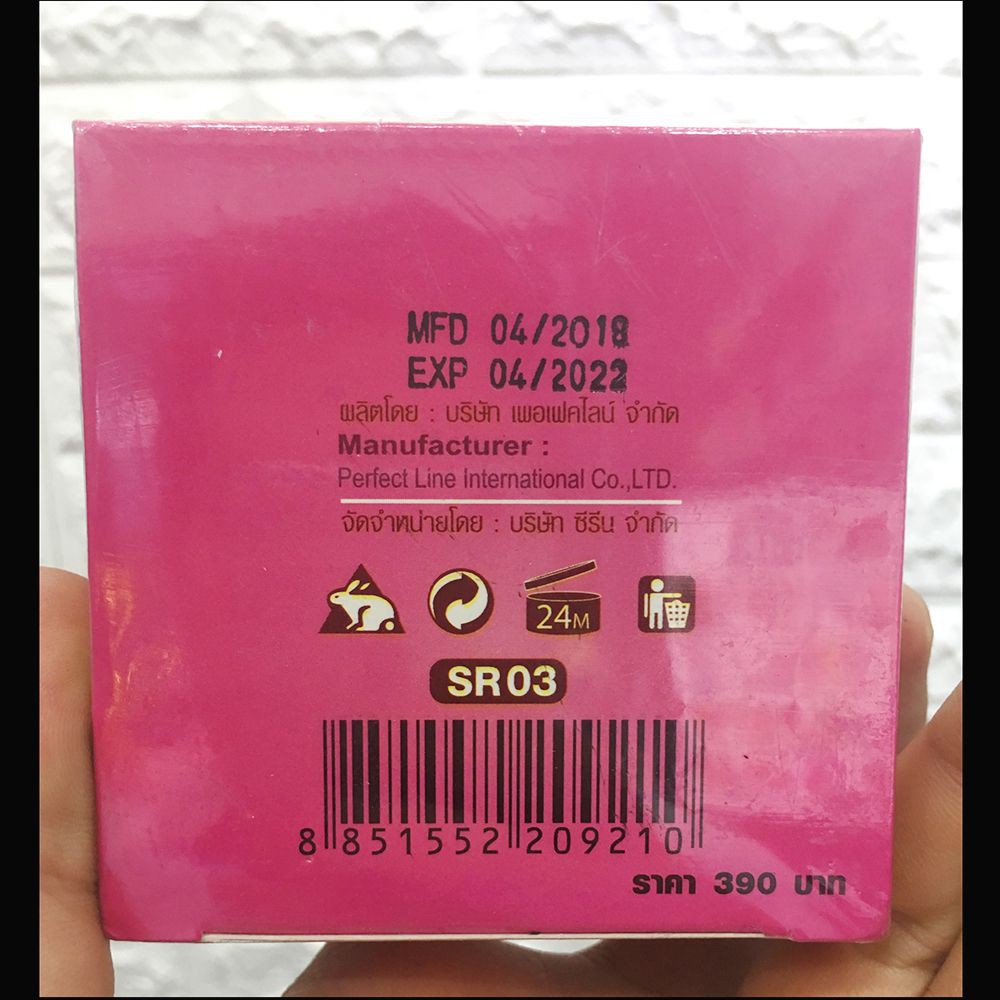 MFD 04/2018
EXP 04/2022
ผลิตโดย : บริษัท เพอเฟคไลน์ จำกัด
Manufacturer :
Perfect Line International Co.,LTD.
จัดจำหน่ายโดย : บริษัท ซีรีน จำกัด
24M
SR03
8 851552 209210
ราคา 390 บาท